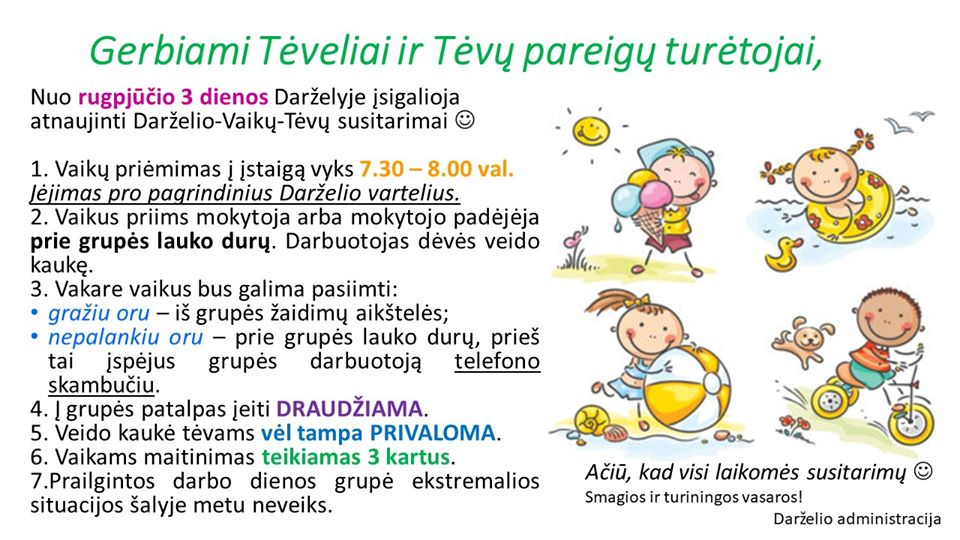 Gerbiami Tėveliai ir Tėvų pareigų turėtojai,
Nuo rugpjūčio 3 dienos Darželyje įsigalioja
atnaujinti Darželio-Vaikų-Tėvų susitarimai ☺
1. Vaikų priėmimas į įstaigą vyks 7.30 – 8.00 val.
Įėjimas pro pagrindinius Darželio vartelius.
2. Vaikus priims mokytoja arba mokytojo padėjėja
prie grupės lauko durų. Darbuotojas dėvės veido
kaukę.
3. Vakare vaikus bus galima pasiimti:
• gražiu oru – iš grupės žaidimų aikštelės;
• nepalankiu oru – prie grupės lauko durų, prieš
tai įspėjus grupės darbuotoją telefono
skambučiu.
4. Į grupės patalpas įeiti DRAUDŽIAMA.
5. Veido kaukė tėvams vėl tampa PRIVALOMA.
6. Vaikams maitinimas teikiamas 3 kartus.
7.Prailgintos darbo dienos grupė ekstremalios
situacijos šalyje metu neveiks.
Ačiū, kad visi laikomės susitarimų ☺
Smagios ir turiningos vasaros!
Darželio administracija